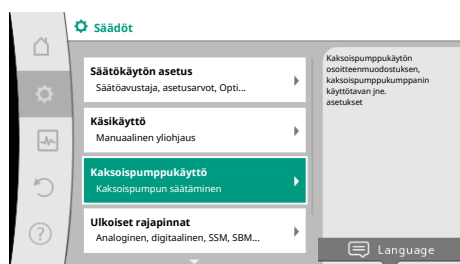 Säädöt
Säätökäytön asetus
Säätöavustaja, asetusarvot, Opti...
Käsikäyttö
Manuaalinen yliohjaus
Kaksoispumppukäyttö
Kaksoispumpun säätäminen
Ulkoiset rajapinnat
Analoginen, digitaalinen, SSM, SBM...
Kaksoispumppukäytön
osoitteenmuodostuksen,
kaksoispumppukumppanin
käyttötavan jne.
asetukset
Language